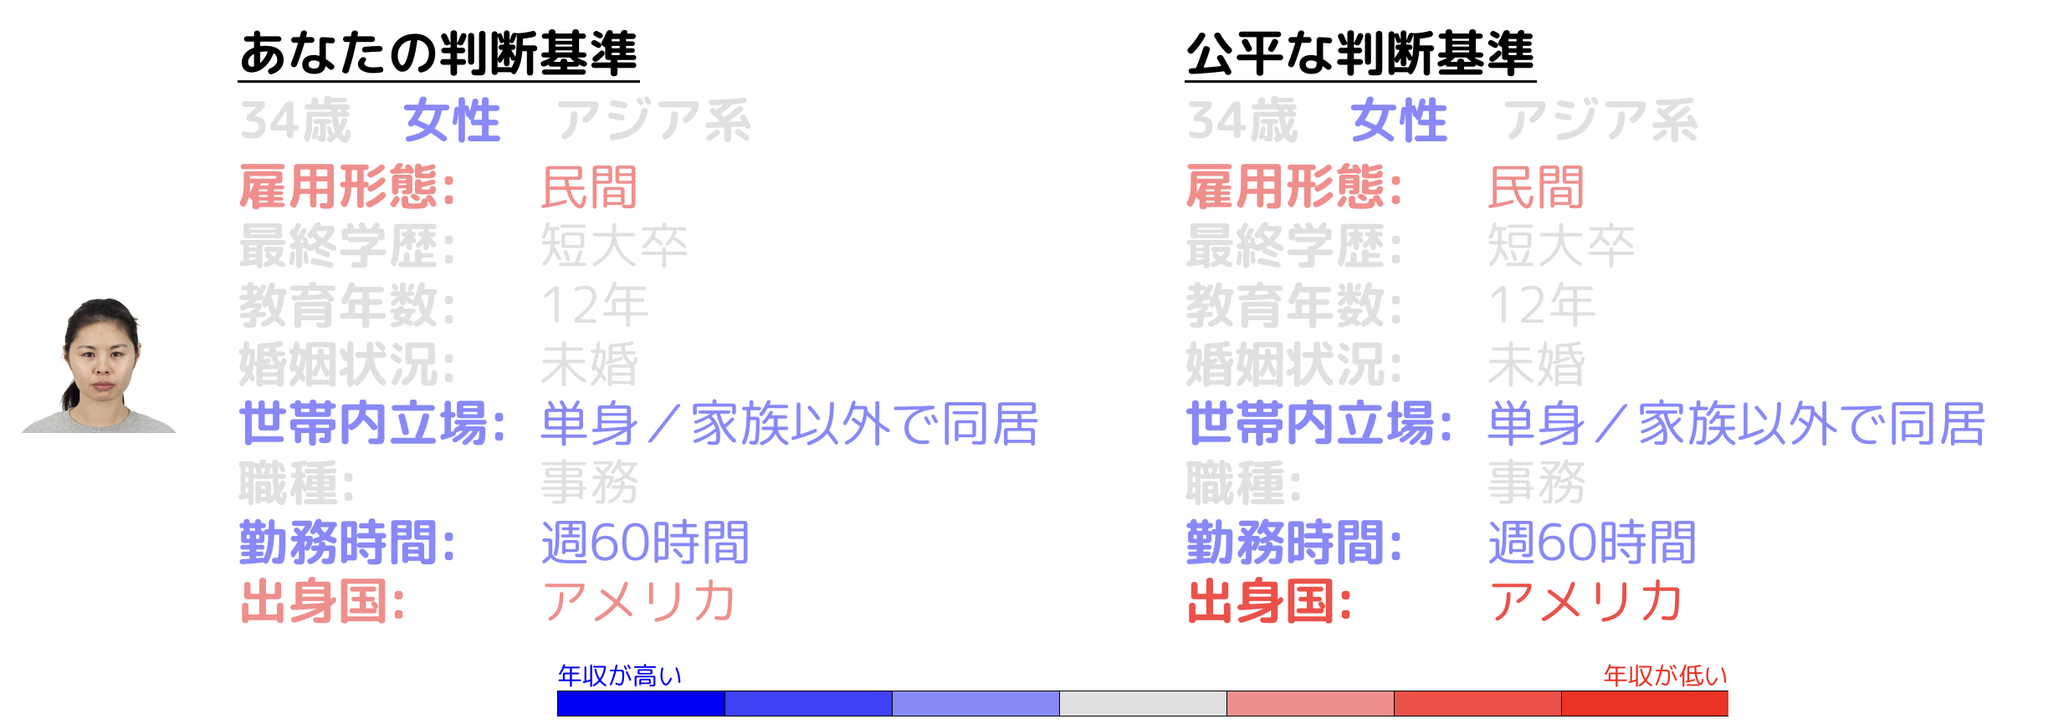 あなたの判断基準
34歳 女性 アジア系
雇用形態: 民間
最終学歴: 短大卒
教育年数: 12年
婚姻状況: 未婚
世帯内立場: 単身／家族以外で同居
職種: 事務
勤務時間: 週60時間
出身国: アメリカ
公平な判断基準
34歳 女性 アジア系
雇用形態: 民間
最終学歴: 短大卒
教育年数: 12年
婚姻状況: 未婚
世帯内立場: 単身／家族以外で同居
職種: 事務
勤務時間: 週60時間
出身国: アメリカ
年収が高い
年収が低い